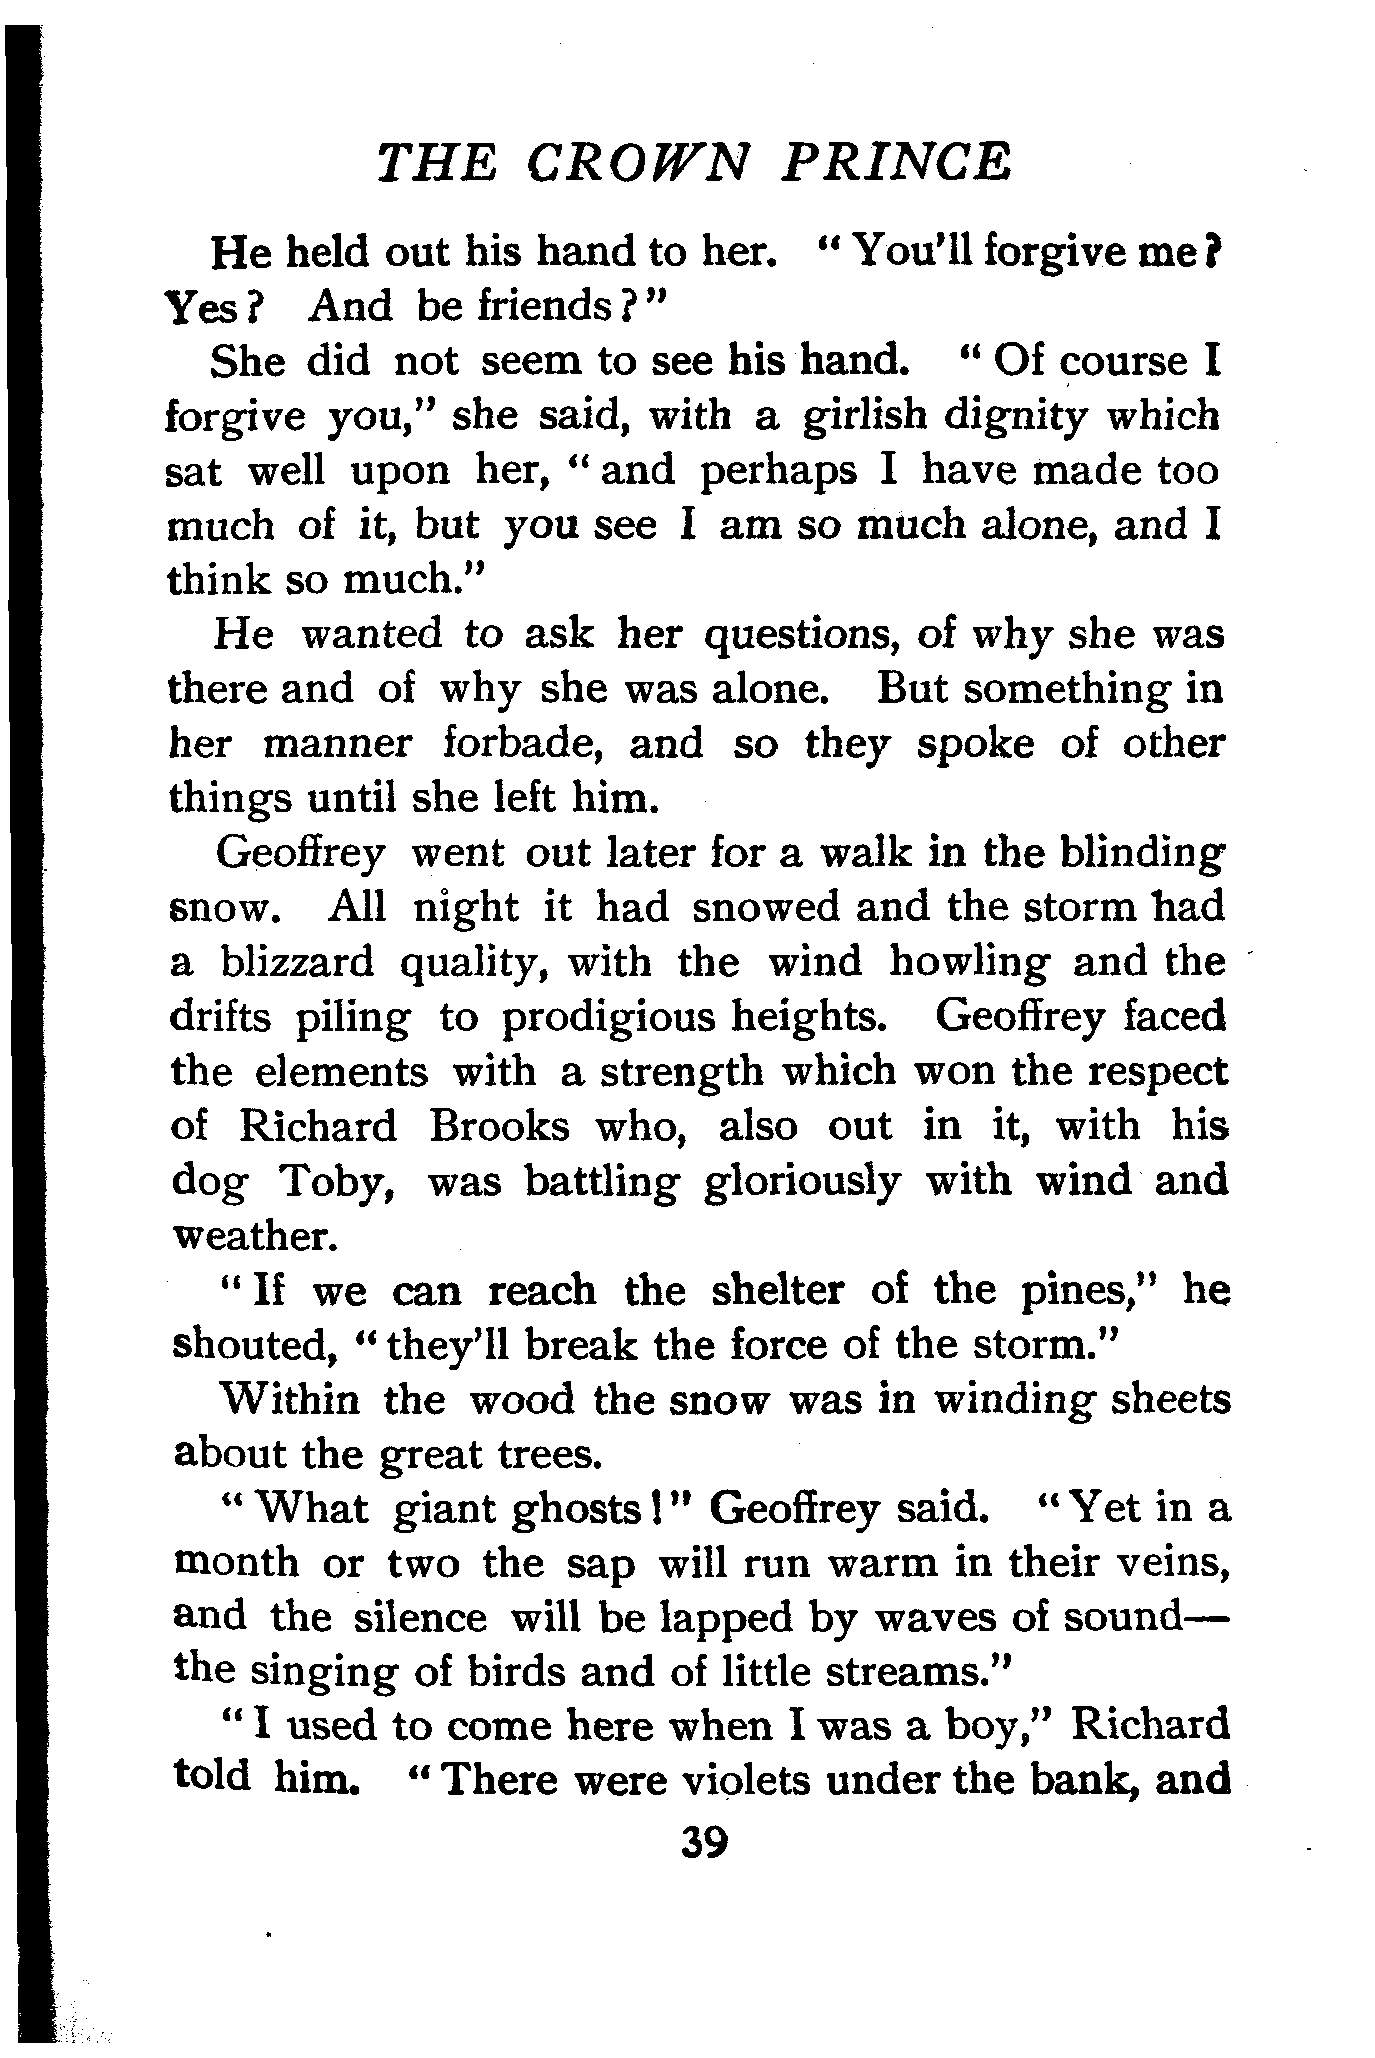 THE CROWN PRINCE
He held out his hand to her. "You'll forgive me?
Yes? And be friends?"
She did not seem to see his hand. "Of course I
forgive you," she said, with a girlish dignity which
sat well upon her, "and perhaps I have made too
much of it, but you see I am so much alone, and I
think so much."
He wanted to ask her questions, of why she was
there and of why she was alone. But something in
her manner forbade, and so they spoke of other
things until she left him.
Geoffrey went out later for a walk in the blinding
snow. All night it had snowed and the storm had
a blizzard quality, with the wind howling and the
drifts piling to prodigious heights. Geoffrey faced
the elements with a strength which won the respect
of Richard Brooks who, also out in it, with his
dog Toby, was battling gloriously with wind and
weather.
"If we can reach the shelter of the pines," he
shouted, "they'll break the force of the storm."
Within the wood the snow was in winding sheets
about the great trees.
"What giant ghosts!" Geoffrey said. "Yet in a
month or two the sap will run warm in their veins,
and the silence will be lapped by waves of sound—
the singing of birds and of little streams."
"I used to come here when I was a boy," Richard
told him. "There were violets under the bank, and
39